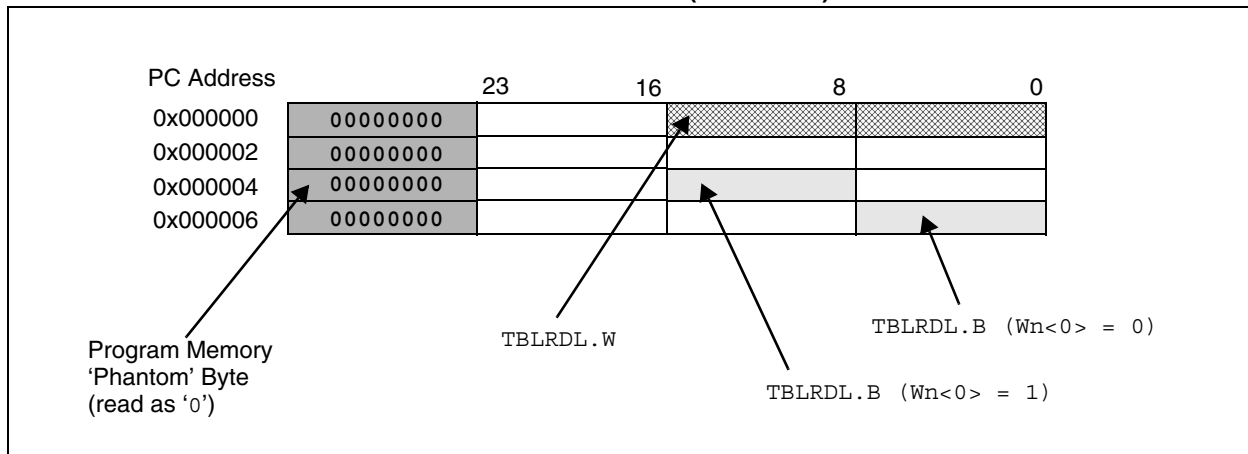 PC Address 23 16 8 0
0x000000 00000000
0x000002 00000000
0x000004 00000000
0x000006 00000000
TBLRDL.W
TBLRDL.B (Wn<0> = 0)
TBLRDL.B (Wn<0> = 1)
Program Memory
‘Phantom’ Byte
(read as ‘0’)